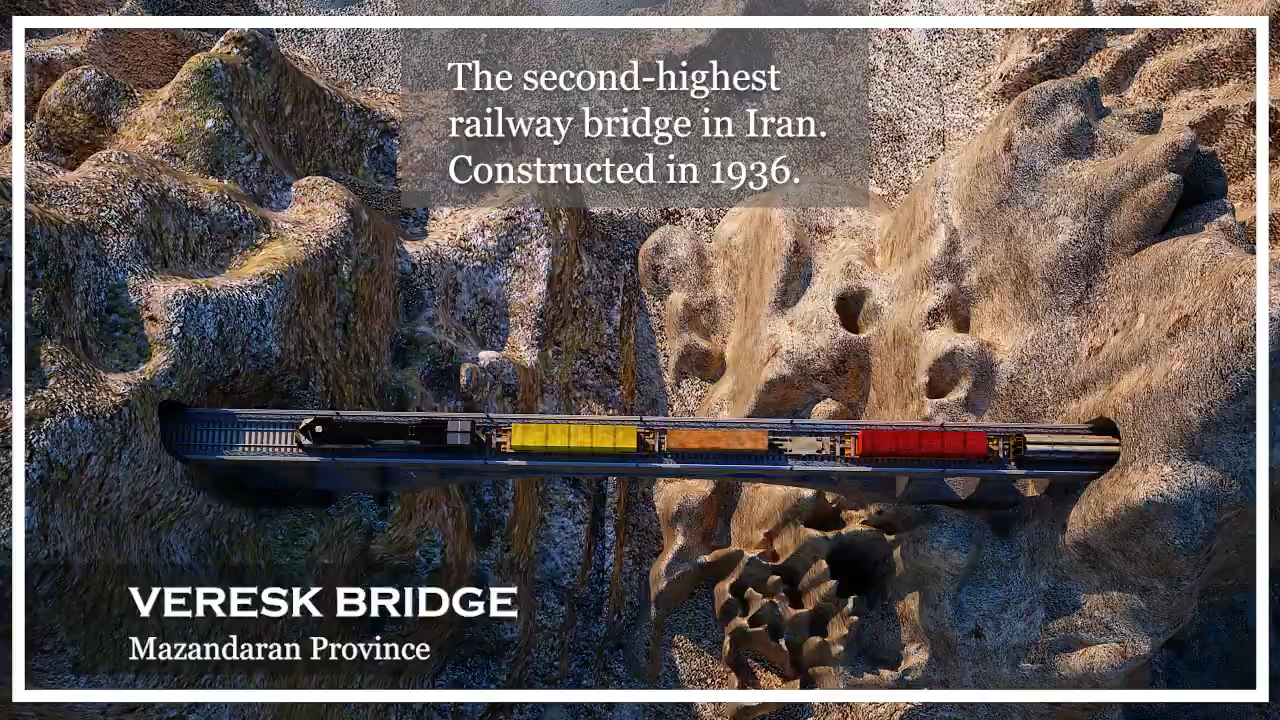 The second-highest
railway bridge in Iran.
Constructed in 1936.
VERESK BRIDGE
Mazandaran Province